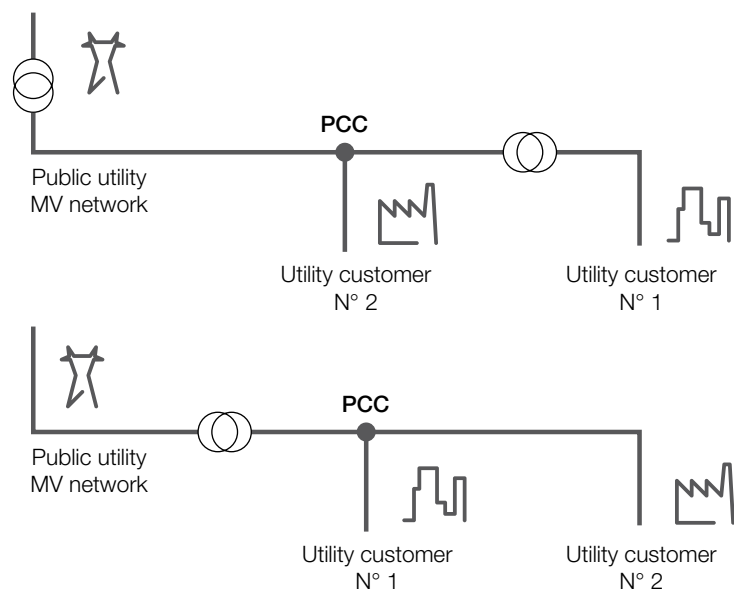 PCC
Public utility
MV network
Utility customer
N° 2
Utility customer
N° 1
PCC
Public utility
MV network
Utility customer
N° 1
Utility customer
N° 2